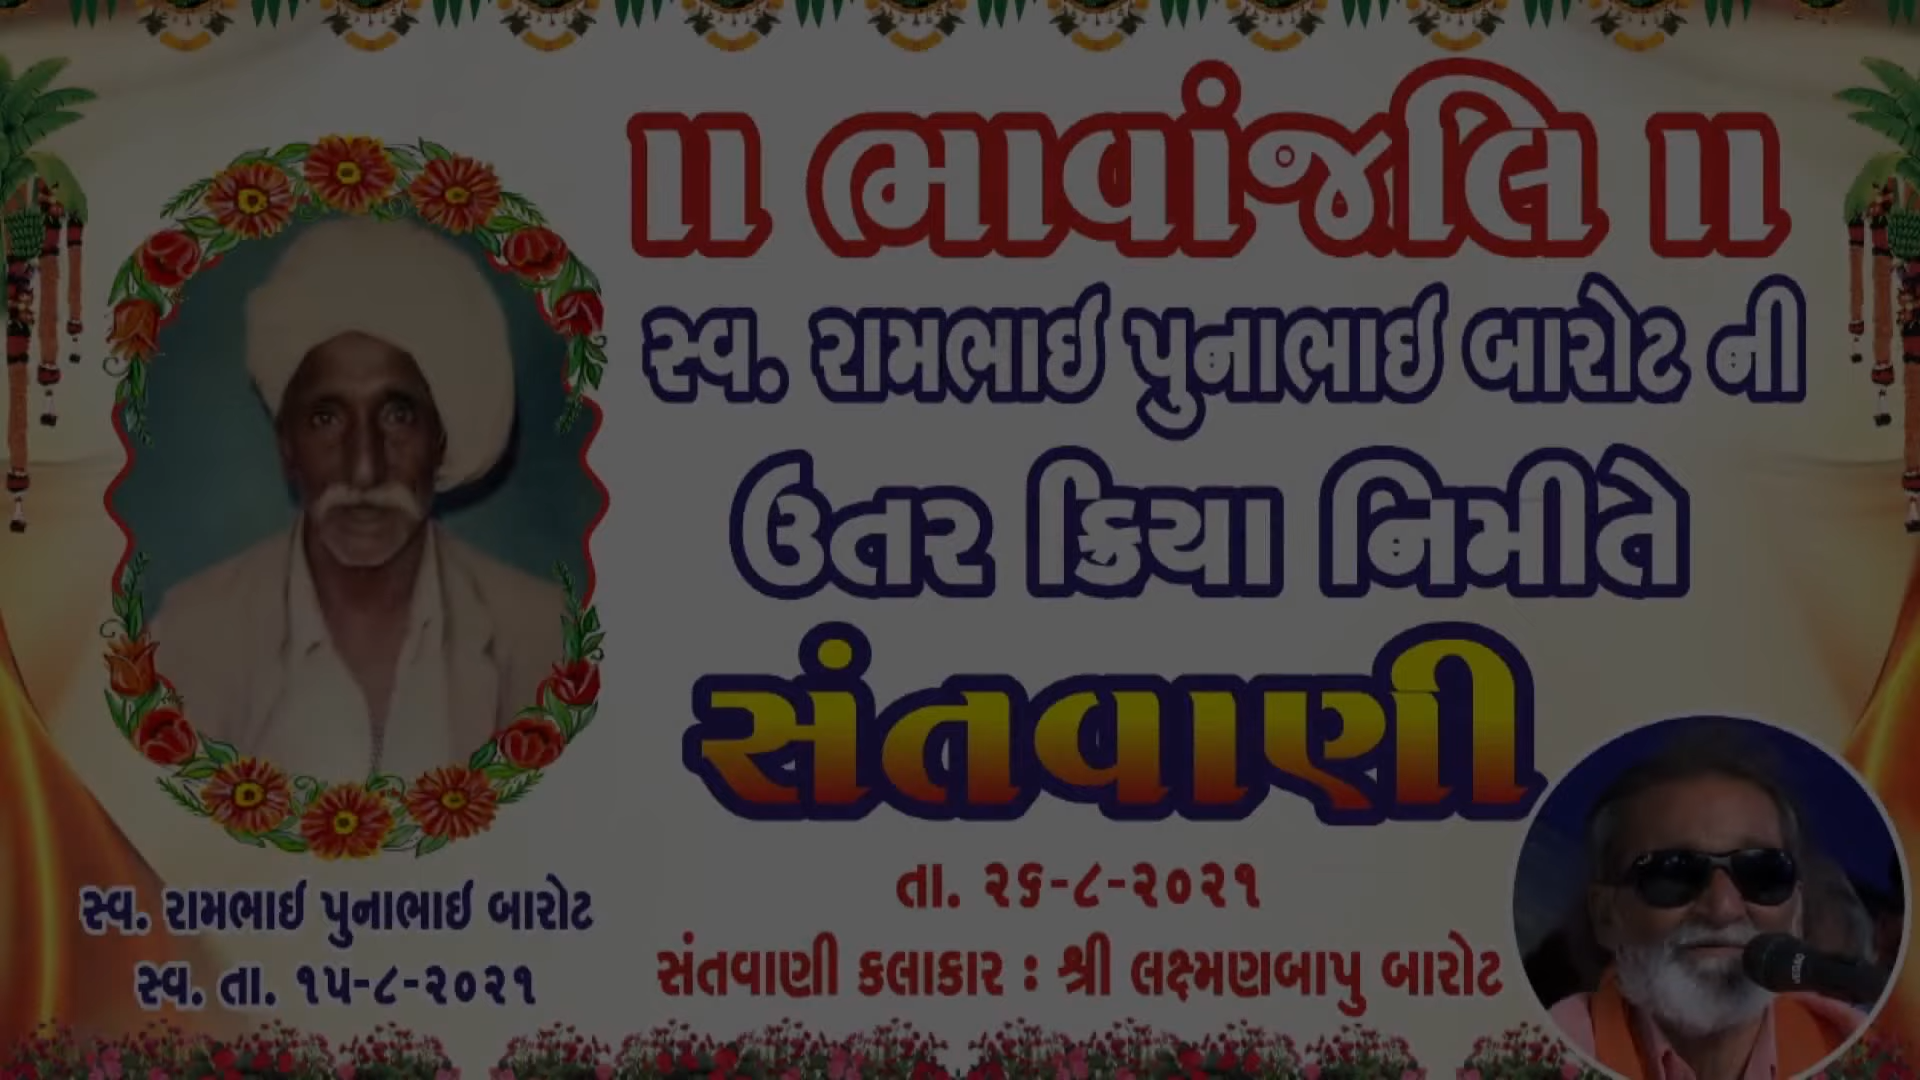 ॥ ભાવાંજલિ ॥
સ્વ. રામભાઇ પુનાભાઇ બારોટ ની
ઉતર ક્રિયા નિમીતે
સંતવાણી
તા. ૨૬-૮-૨૦૨૧
સંતવાણી કલાકાર : શ્રી લક્ષ્મણબાપુ બારોટ
સ્વ. રામભાઇ પુનાભાઇ બારોટ
સ્વ. તા. ૧૫-૮-૨૦૨૧